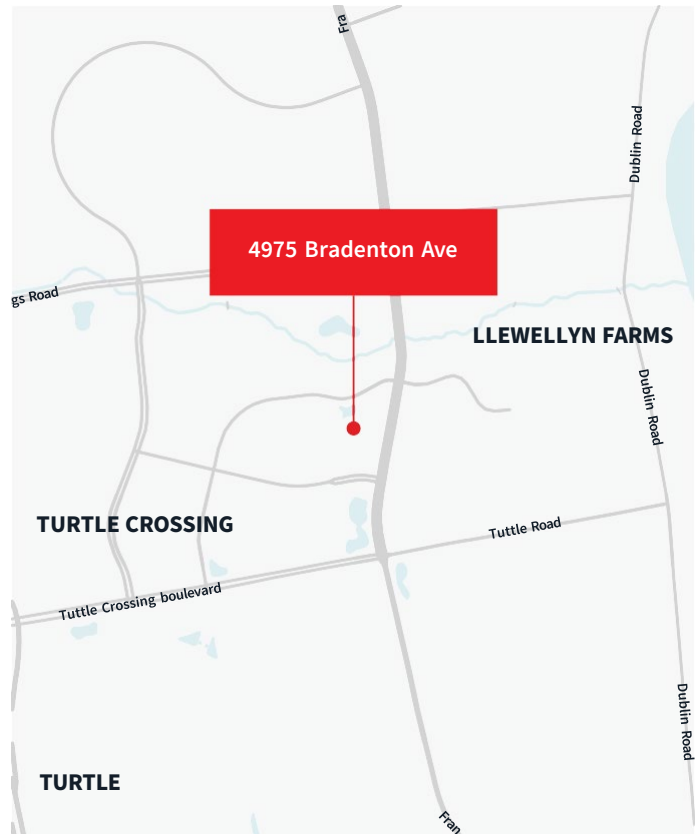 Fra
Dublin Road
4975 Bradenton Ave
gs Road
LLEWELLYN FARMS
Dublin Road
TURTLE CROSSING
Tuttle Road
Tuttle Crossing boulevard
Dublin Road
TURTLE
Fran